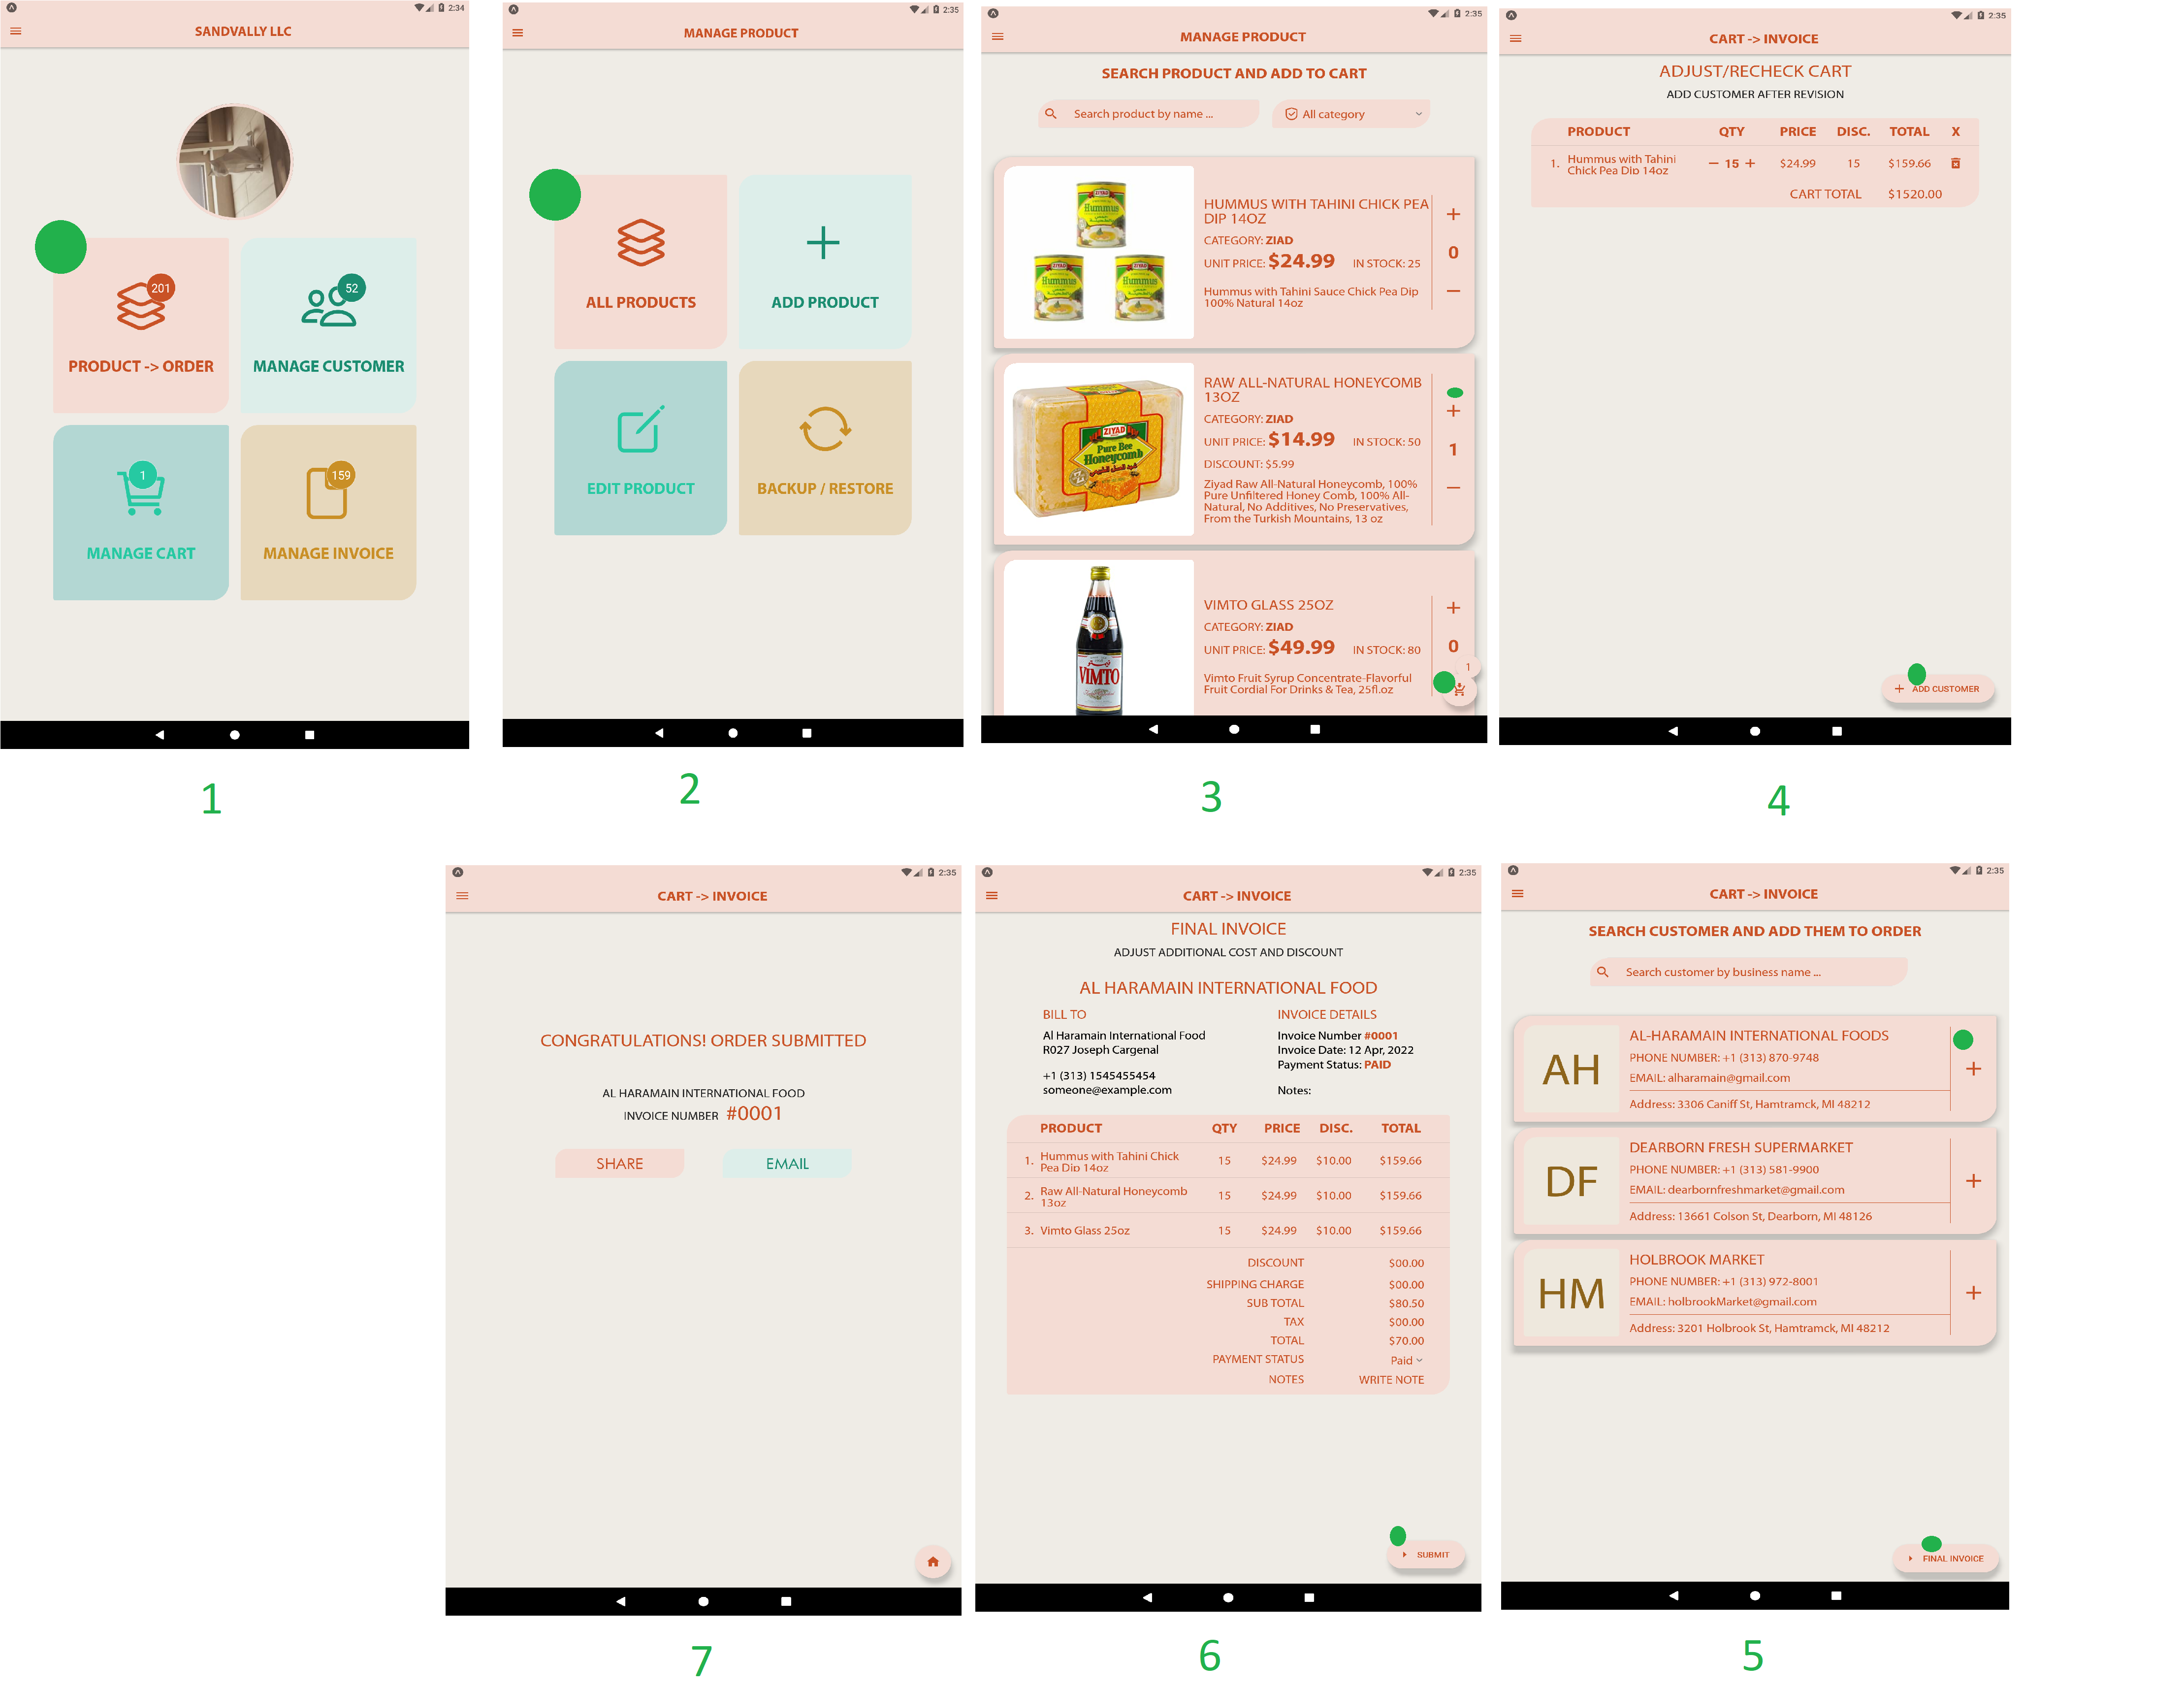 2:34
SANDVALLY LLC
201
PRODUCT -> ORDER
52
MANAGE CUSTOMER
1
MANAGE CART
159
MANAGE INVOICE
1
2:35
MANAGE PRODUCT
ALL PRODUCTS
ADD PRODUCT
EDIT PRODUCT
BACKUP / RESTORE
2
2:35
MANAGE PRODUCT
SEARCH PRODUCT AND ADD TO CART
Search product by name ...
All category
ZIYAD
Hummus
ZIYAD
Hummus
ZIYAD
Hummus
HUMMUS WITH TAHINI CHICK PEA
DIP 14OZ
CATEGORY: ZIAD
UNIT PRICE: $24.99 IN STOCK: 25
Hummus with Tahini Sauce Chick Pea Dip
100% Natural 14oz
+
0
−
ZIYAD
Pure Bee
Honeycomb
RAW ALL-NATURAL HONEYCOMB
13OZ
CATEGORY: ZIAD
UNIT PRICE: $14.99 IN STOCK: 50
DISCOUNT: $5.99
Ziyad Raw All-Natural Honeycomb, 100%
Pure Unfiltered Honey Comb, 100% All-
Natural, No Additives, No Preservatives,
From the Turkish Mountains, 13 oz
+
1
−
VIMTO
VIMTO GLASS 25OZ
CATEGORY: ZIAD
UNIT PRICE: $49.99 IN STOCK: 80
Vimto Fruit Syrup Concentrate-Flavorful
Fruit Cordial For Drinks & Tea, 25fl.oz
+
0
1
3
2:35
CART -> INVOICE
ADJUST/RECHECK CART
ADD CUSTOMER AFTER REVISION
PRODUCT QTY PRICE DISC. TOTAL X
1. Hummus with Tahini
Chick Pea Dip 14oz
− 15 + $24.99 15 $159.66
CART TOTAL $1520.00
+ ADD CUSTOMER
4
2:35
CART -> INVOICE
CONGRATULATIONS! ORDER SUBMITTED
AL HARAMAIN INTERNATIONAL FOOD
INVOICE NUMBER #0001
SHARE
EMAIL
7
2:35
CART -> INVOICE
FINAL INVOICE
ADJUST ADDITIONAL COST AND DISCOUNT
AL HARAMAIN INTERNATIONAL FOOD
BILL TO
Al Haramain International Food
R027 Joseph Cargenal
+1 (313) 1545455454
someone@example.com
INVOICE DETAILS
Invoice Number #0001
Invoice Date: 12 Apr, 2022
Payment Status: PAID
Notes:
PRODUCT QTY PRICE DISC. TOTAL
1. Hummus with Tahini Chick
Pea Dip 14oz
15 $24.99 $10.00 $159.66
2. Raw All-Natural Honeycomb
13oz
15 $24.99 $10.00 $159.66
3. Vimto Glass 25oz 15 $24.99 $10.00 $159.66
DISCOUNT $00.00
SHIPPING CHARGE $00.00
SUB TOTAL $80.50
TAX $00.00
TOTAL $70.00
PAYMENT STATUS Paid
NOTES WRITE NOTE
SUBMIT
6
2:35
CART -> INVOICE
SEARCH CUSTOMER AND ADD THEM TO ORDER
Search customer by business name ...
AH
AL-HARAMAIN INTERNATIONAL FOODS
PHONE NUMBER: +1 (313) 870-9748
EMAIL: alharamain@gmail.com
Address: 3306 Caniff St, Hamtramck, MI 48212
+
DF
DEARBORN FRESH SUPERMARKET
PHONE NUMBER: +1 (313) 581-9900
EMAIL: dearbornfreshmarket@gmail.com
Address: 13661 Colson St, Dearborn, MI 48126
+
HM
HOLBROOK MARKET
PHONE NUMBER: +1 (313) 972-8001
EMAIL: holbrookMarket@gmail.com
Address: 3201 Holbrook St, Hamtramck, MI 48212
+
FINAL INVOICE
5